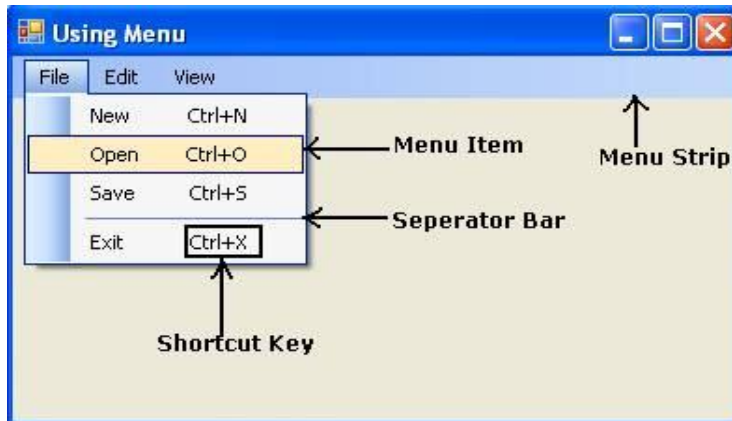 Using Menu
File Edit View
New Ctrl+N
Open Ctrl+O
Menu Item
Menu Strip
Save Ctrl+S
Seperator Bar
Exit Ctrl+X
Shortcut Key